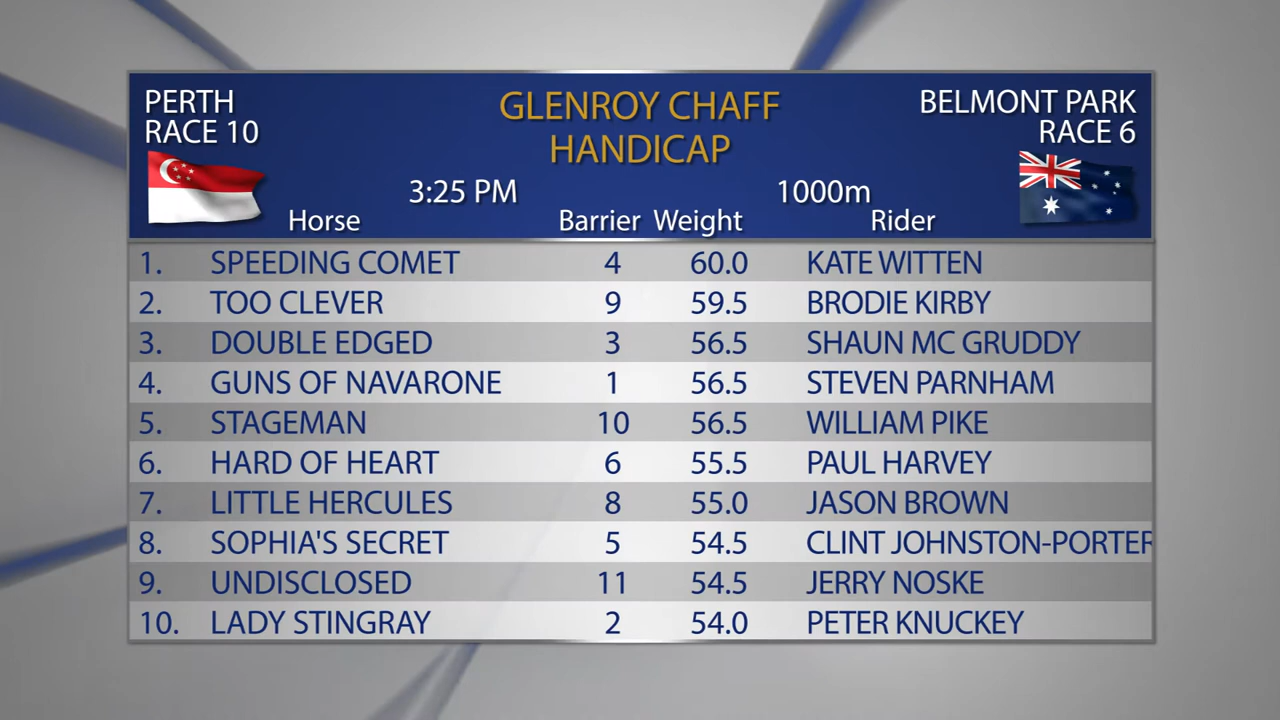 PERTH
RACE 10
GLENROY CHAFF
HANDICAP
BELMONT PARK
RACE 6
3:25 PM 1000m
Horse Barrier Weight Rider
1. SPEEDING COMET 4 60.0 KATE WITTEN
2. TOO CLEVER 9 59.5 BRODIE KIRBY
3. DOUBLE EDGED 3 56.5 SHAUN MC GRUDDY
4. GUNS OF NAVARONE 1 56.5 STEVEN PARNHAM
5. STAGEMAN 10 56.5 WILLIAM PIKE
6. HARD OF HEART 6 55.5 PAUL HARVEY
7. LITTLE HERCULES 8 55.0 JASON BROWN
8. SOPHIA'S SECRET 5 54.5 CLINT JOHNSTON-PORTER
9. UNDISCLOSED 11 54.5 JERRY NOSKE
10. LADY STINGRAY 2 54.0 PETER KNUCKEY